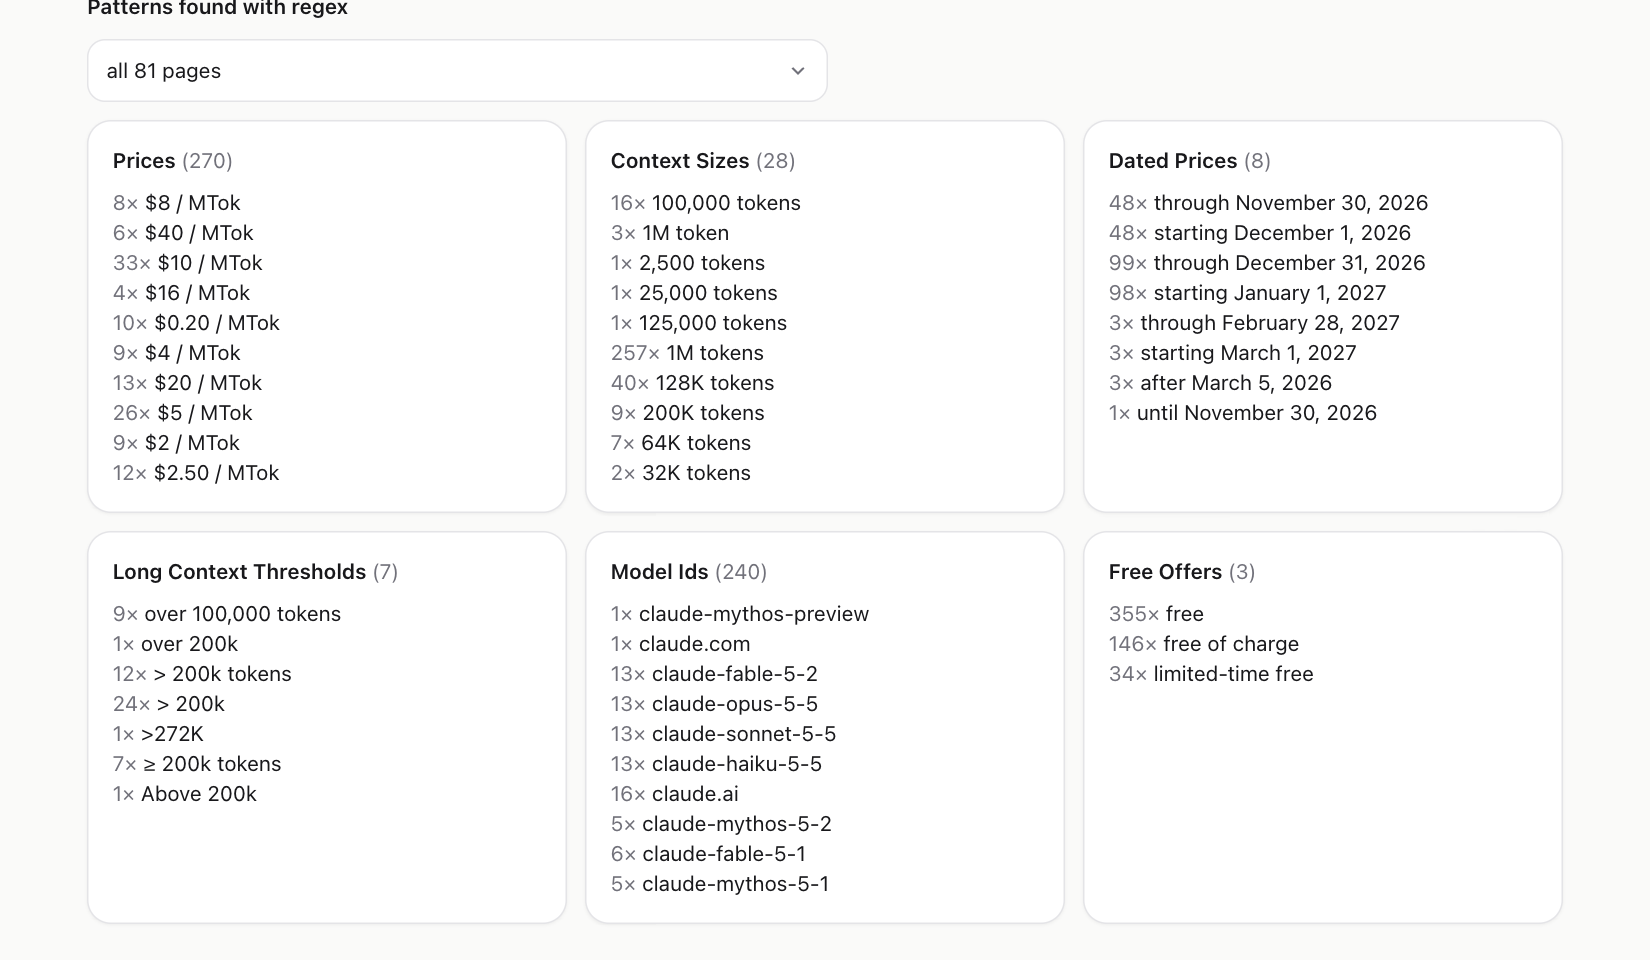 Patterns found with regex
all 81 pages
Prices (270)
8× $8 / MTok
6× $40 / MTok
33× $10 / MTok
4× $16 / MTok
10× $0.20 / MTok
9× $4 / MTok
13× $20 / MTok
26× $5 / MTok
9× $2 / MTok
12× $2.50 / MTok
Context Sizes (28)
16× 100,000 tokens
3× 1M token
1× 2,500 tokens
1× 25,000 tokens
1× 125,000 tokens
257× 1M tokens
40× 128K tokens
9× 200K tokens
7× 64K tokens
2× 32K tokens
Dated Prices (8)
48× through November 30, 2026
48× starting December 1, 2026
99× through December 31, 2026
98× starting January 1, 2027
3× through February 28, 2027
3× starting March 1, 2027
3× after March 5, 2026
1× until November 30, 2026
Long Context Thresholds (7)
9× over 100,000 tokens
1× over 200k
12× > 200k tokens
24× > 200k
1× >272K
7× ≥ 200k tokens
1× Above 200k
Model Ids (240)
1× claude-mythos-preview
1× claude.com
13× claude-fable-5-2
13× claude-opus-5-5
13× claude-sonnet-5-5
13× claude-haiku-5-5
16× claude.ai
5× claude-mythos-5-2
6× claude-fable-5-1
5× claude-mythos-5-1
Free Offers (3)
355× free
146× free of charge
34× limited-time free